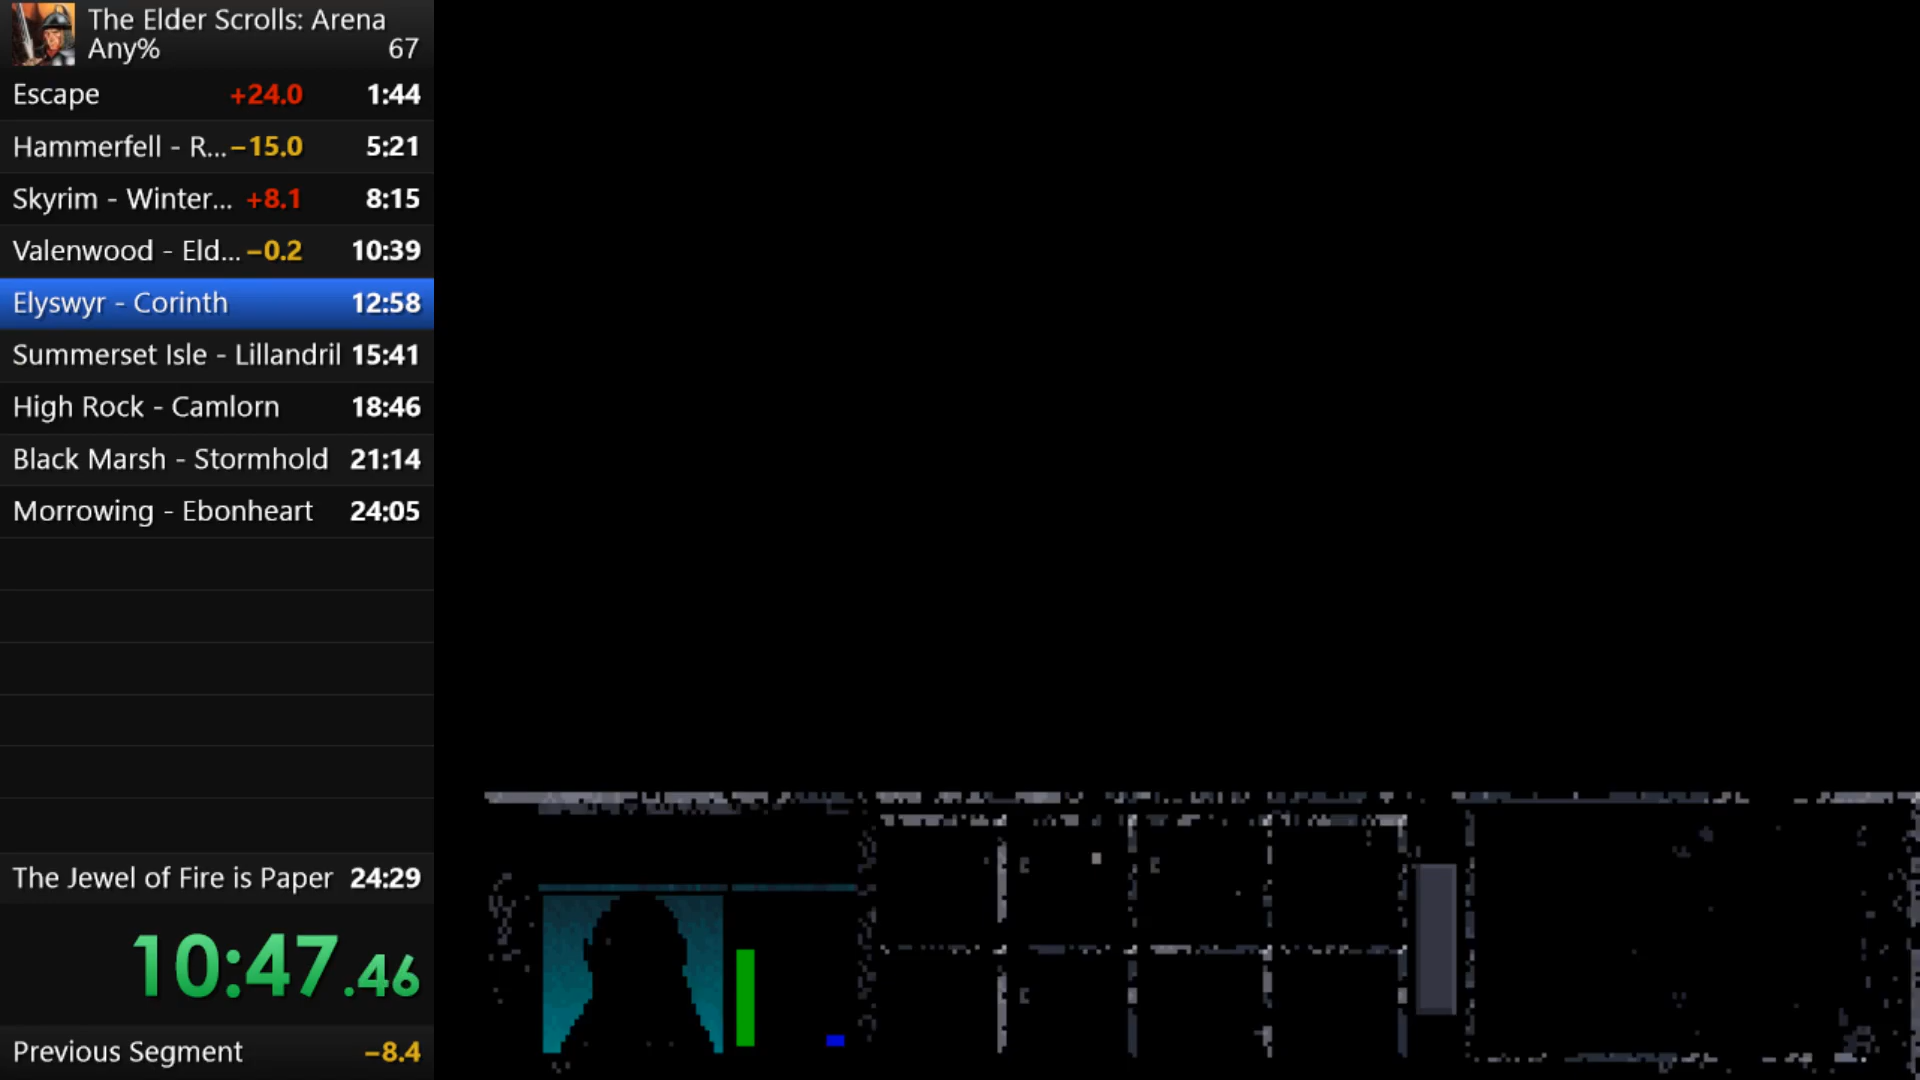 The Elder Scrolls: Arena
Any% 67
Escape +24.0 1:44
Hammerfell - R... −15.0 5:21
Skyrim - Winter... +8.1 8:15
Valenwood - Eld... −0.2 10:39
Elyswyr - Corinth 12:58
Summerset Isle - Lillandril 15:41
High Rock - Camlorn 18:46
Black Marsh - Stormhold 21:14
Morrowing - Ebonheart 24:05
The Jewel of Fire is Paper 24:29
10:47.46
Previous Segment −8.4